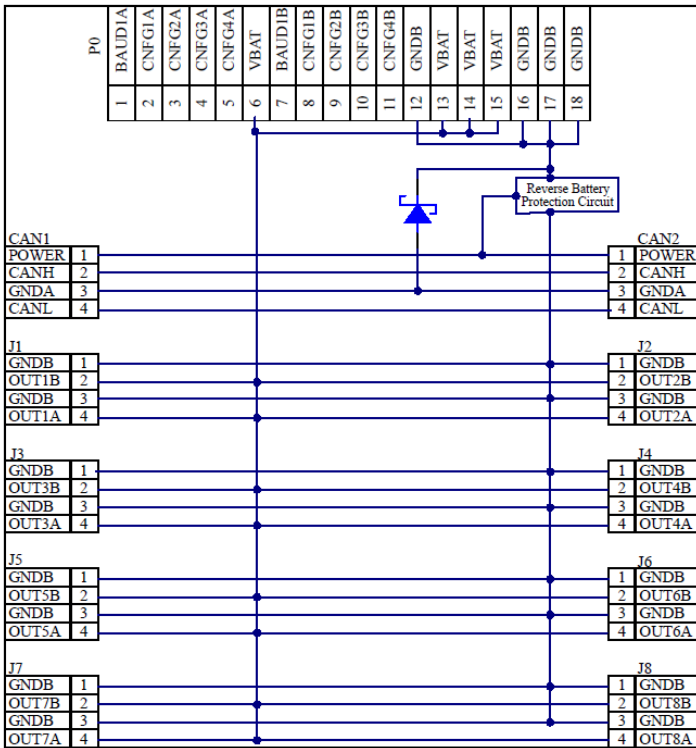 P0
BAUD1A
CNFG1A
CNFG2A
CNFG3A
CNFG4A
VBAT
BAUD1B
CNFG1B
CNFG2B
CNFG3B
CNFG4B
GNDB
VBAT
VBAT
VBAT
GNDB
GNDB
GNDB
1 2 3 4 5 6 7 8 9 10 11 12 13 14 15 16 17 18
Reverse Battery
Protection Circuit
CAN1
POWER 1
CANH 2
GNDA 3
CANL 4
CAN2
1 POWER
2 CANH
3 GNDA
4 CANL
J1
GNDB 1
OUT1B 2
GNDB 3
OUT1A 4
J2
1 GNDB
2 OUT2B
3 GNDB
4 OUT2A
J3
GNDB 1
OUT3B 2
GNDB 3
OUT3A 4
J4
1 GNDB
2 OUT4B
3 GNDB
4 OUT4A
J5
GNDB 1
OUT5B 2
GNDB 3
OUT5A 4
J6
1 GNDB
2 OUT6B
3 GNDB
4 OUT6A
J7
GNDB 1
OUT7B 2
GNDB 3
OUT7A 4
J8
1 GNDB
2 OUT8B
3 GNDB
4 OUT8A